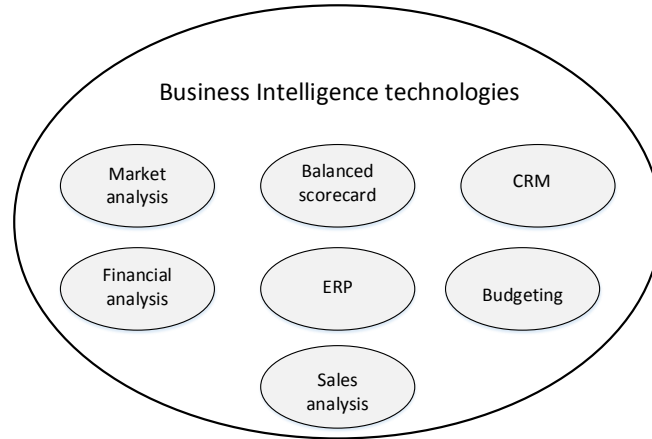 Business Intelligence technologies
Market
analysis
Balanced
scorecard
CRM
Financial
analysis
ERP
Budgeting
Sales
analysis